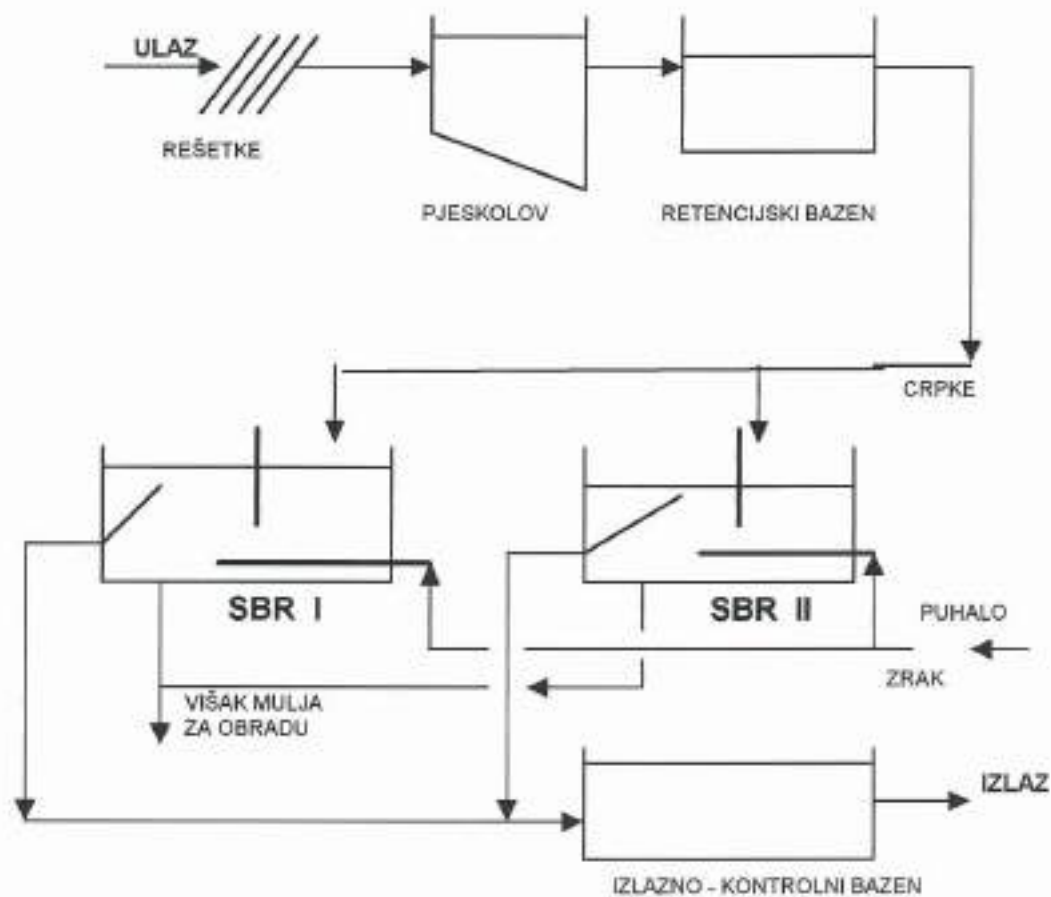 ULAZ
REŠETKE
PJESKOLOV
RETENCIJSKI BAZEN
CRPKE
SBR I
SBR II
PUHALO
ZRAK
VIŠAK MULJA
ZA OBRADU
IZLAZ
IZLAZNO - KONTROLNI BAZEN